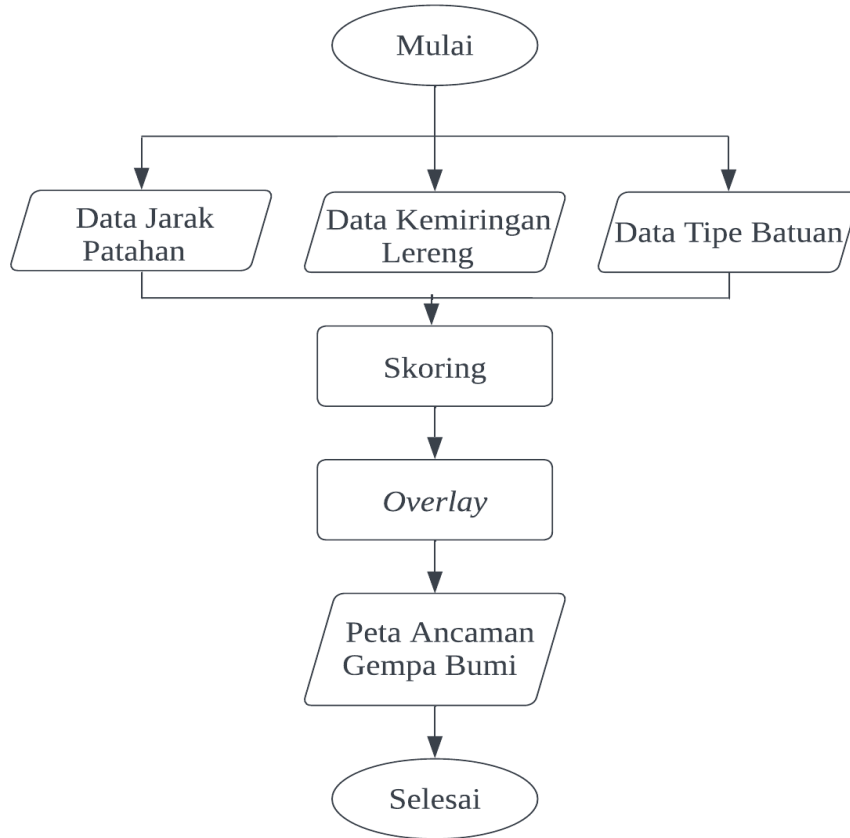 Mulai
Data Jarak
Patahan
Data Kemiringan
Lereng
Data Tipe Batuan
Skoring
Overlay
Peta Ancaman
Gempa Bumi
Selesai